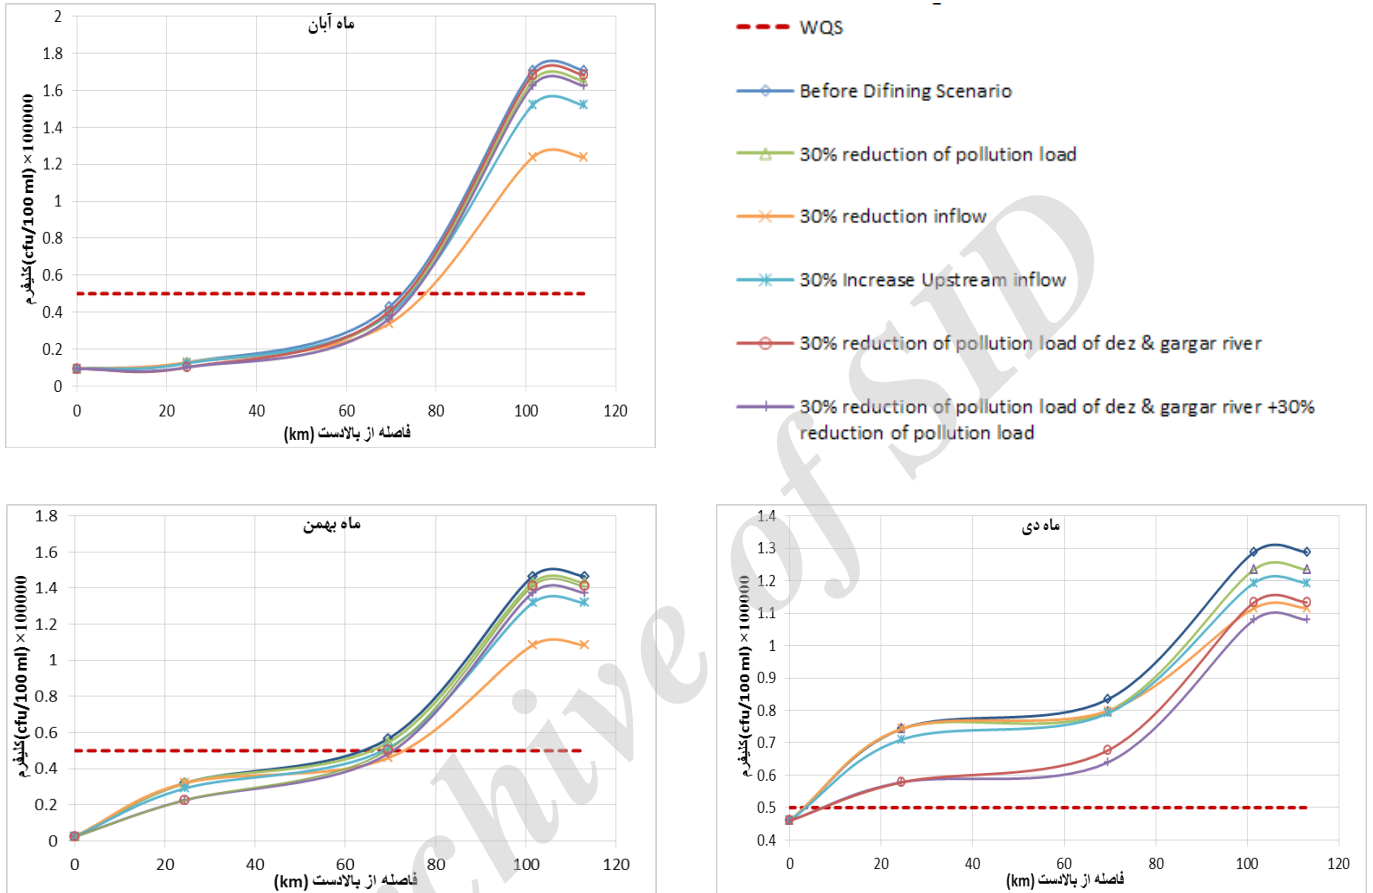 ماه آبان
کلیفرم(cfu/100 ml) ×100000
2
1.8
1.6
1.4
1.2
1
0.8
0.6
0.4
0.2
0
0 20 40 60 80 100 120
فاصله از بالادست (km)
WQS
Before Difining Scenario
30% reduction of pollution load
30% reduction inflow
30% Increase Upstream inflow
30% reduction of pollution load of dez & gargar river
30% reduction of pollution load of dez & gargar river +30%
reduction of pollution load
ماه بهمن
کلیفرم(cfu/100 ml) ×100000
1.8
1.6
1.4
1.2
1
0.8
0.6
0.4
0.2
0
0 20 40 60 80 100 120
فاصله از بالادست (km)
ماه دی
کلیفرم(cfu/100 ml) ×100000
1.4
1.3
1.2
1.1
1
0.9
0.8
0.7
0.6
0.5
0.4
0 20 40 60 80 100 120
فاصله از بالادست (km)
Archive of SID